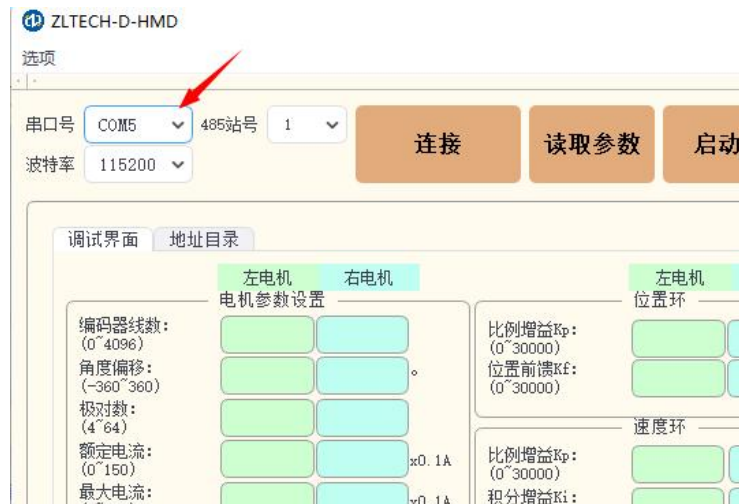 ZLTECH-D-HMD
选项
串口号 COM5 485站号 1
波特率 115200
连接 读取参数 启动
调试界面 地址目录
左电机 右电机 左电机
电机参数设置 位置环
编码器线数:
(0~4096)
角度偏移:
(-360~360)
°
极对数:
(4~64)
额定电流:
(0~150)
x0.1A
最大电流:
x0.1A
比例增益Kp:
(0~30000)
位置前馈Kf:
(0~30000)
速度环
比例增益Kp:
(0~30000)
积分增益Ki: